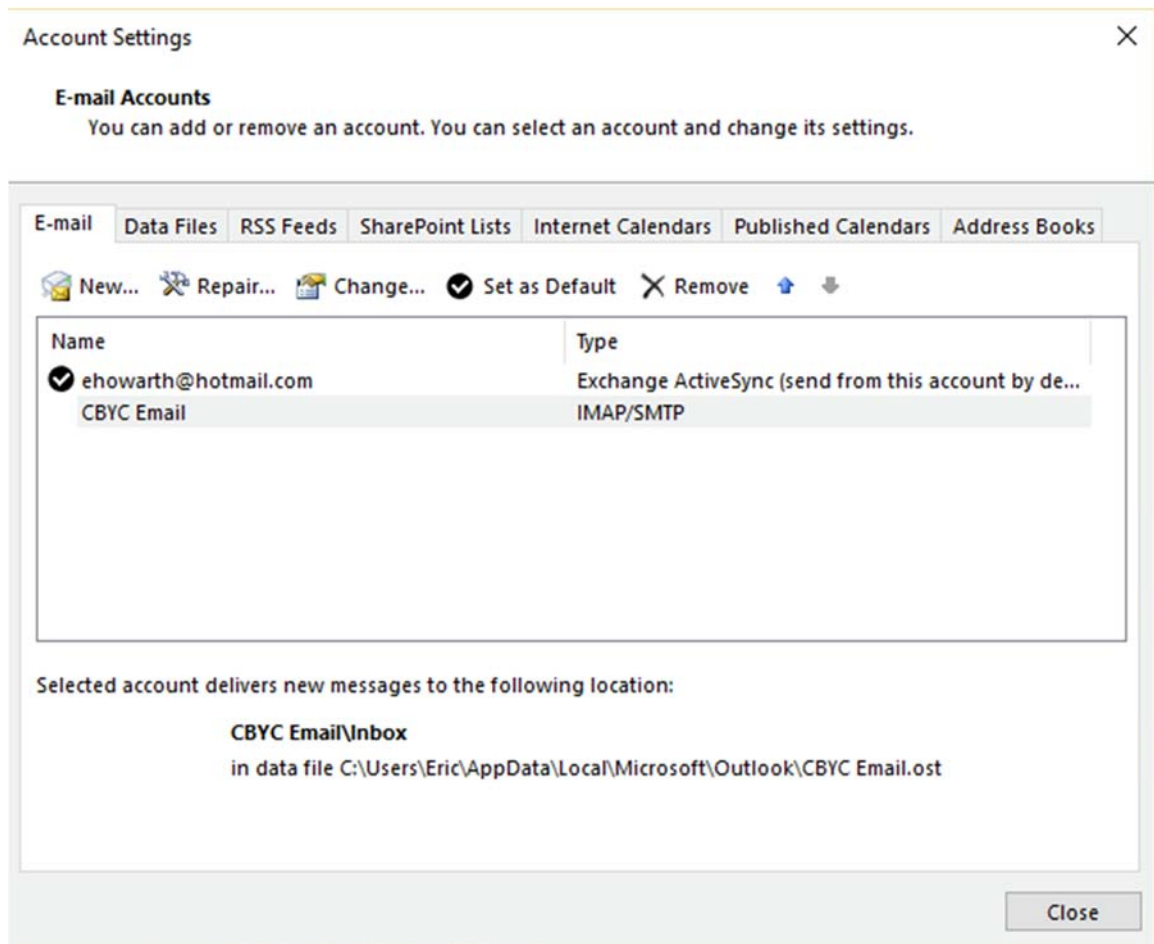 Account Settings
E-mail Accounts
You can add or remove an account. You can select an account and change its settings.
E-mail Data Files RSS Feeds SharePoint Lists Internet Calendars Published Calendars Address Books
New... Repair... Change... Set as Default Remove
Name Type
ehowarth@hotmail.com Exchange ActiveSync (send from this account by de...
CBYC Email IMAP/SMTP
Selected account delivers new messages to the following location:
CBYC Email\Inbox
in data file C:\Users\Eric\AppData\Local\Microsoft\Outlook\CBYC Email.ost
Close